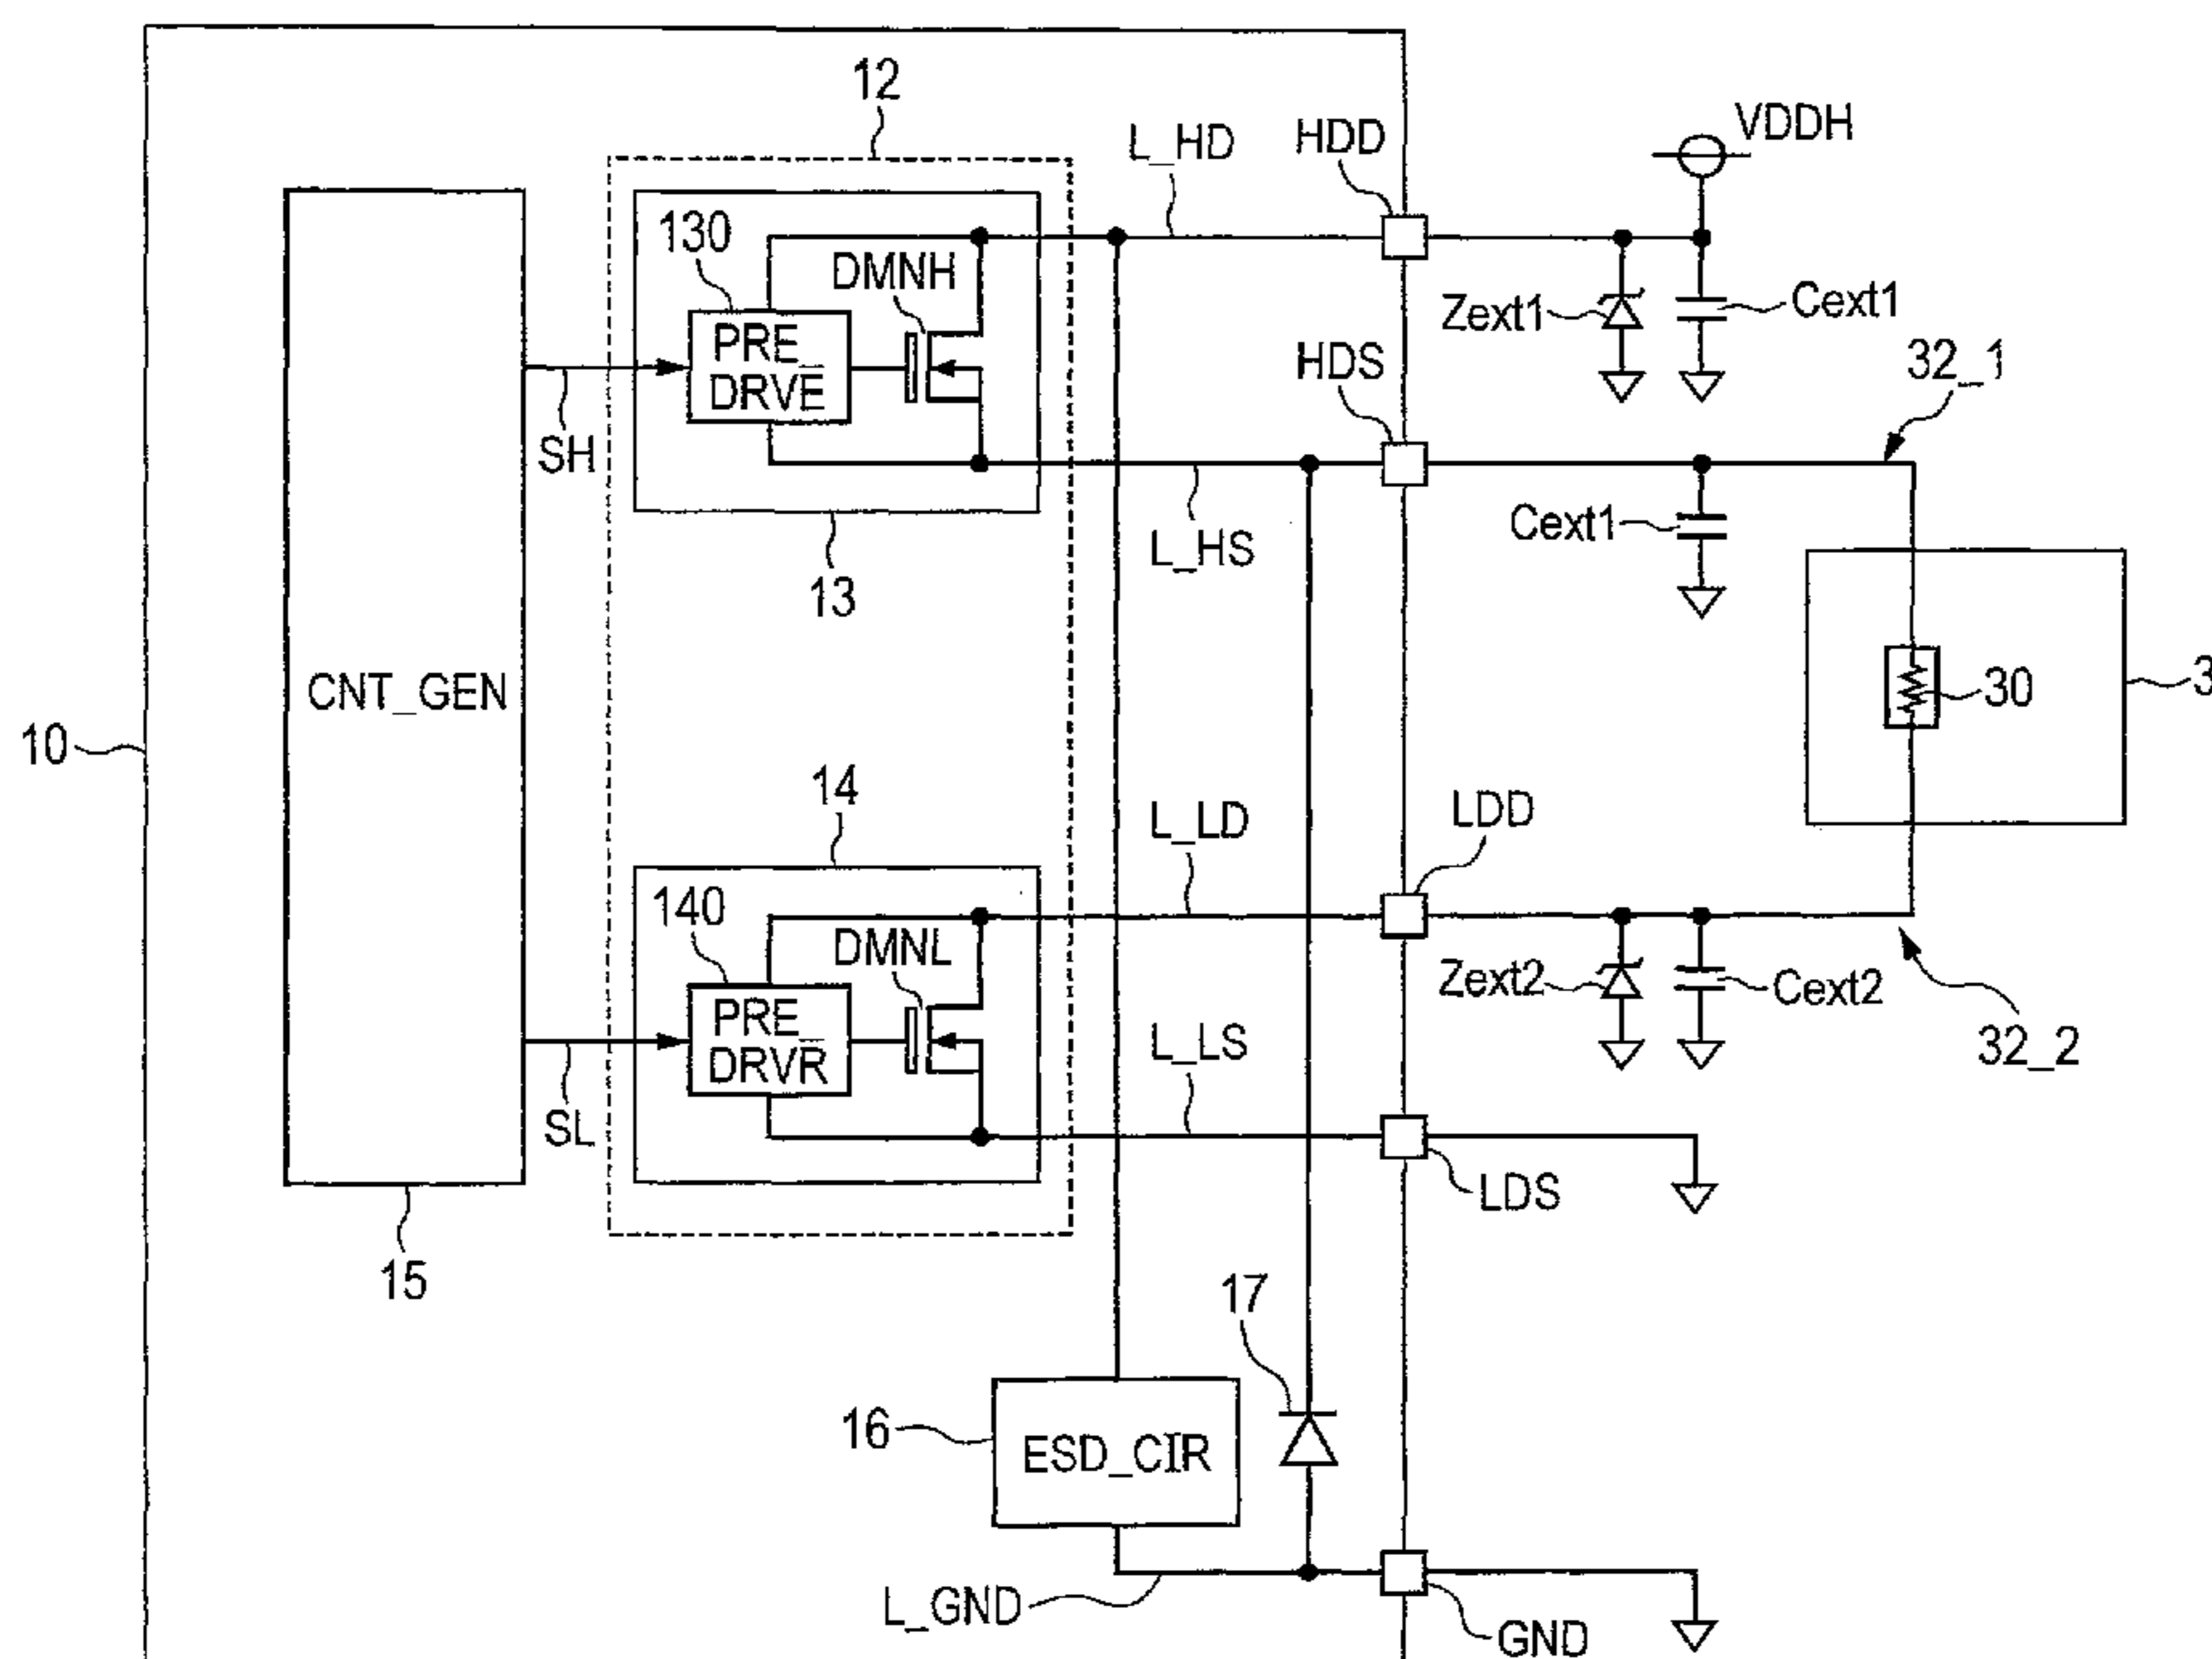 12
VDDH
L_HD
HDD
130
DMNH
PRE_
DRVE
Zext1
Cext1
HDS
32_1
SH
Cext1
L_HS
13
CNT_GEN
30
3
10
14
L_LD
LDD
140
DMNL
PRE_
DRVR
Zext2
Cext2
L_LS
32_2
SL
LDS
15
17
16
ESD_CIR
L_GND
GND